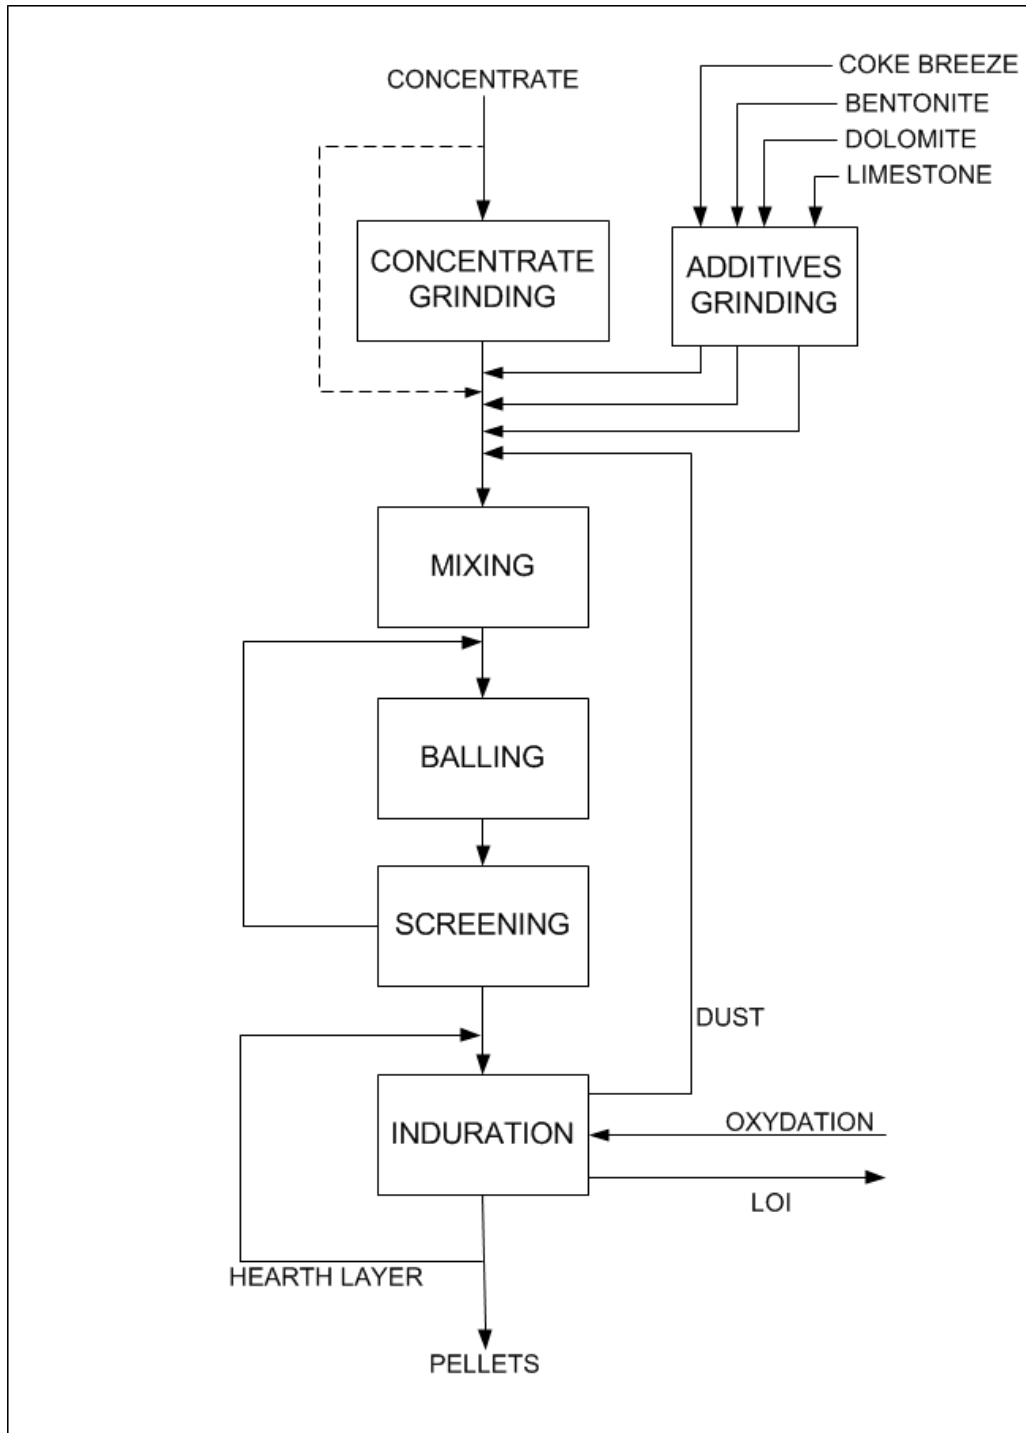 CONCENTRATE
COKE BREEZE
BENTONITE
DOLOMITE
LIMESTONE
CONCENTRATE
GRINDING
ADDITIVES
GRINDING
MIXING
BALLING
SCREENING
DUST
INDURATION
OXYDATION
LOI
HEARTH LAYER
PELLETS